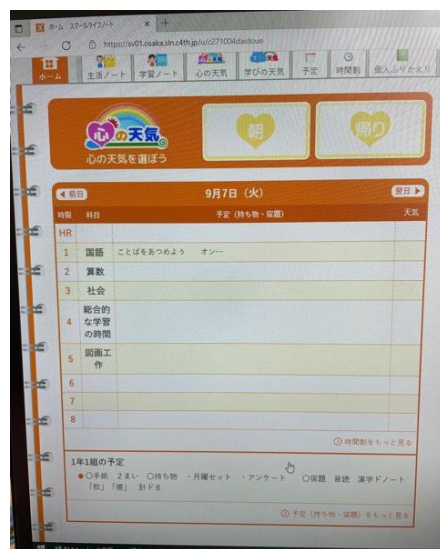 ホーム スクールライフノート
https://sv01.osaka.sln.c4th.jp/u/c271004daidoue
ホーム 生活ノート 学習ノート 心の天気 学びの天気 予定 時間割 個人ふりかえり
心の天気
心の天気を選ぼう
朝 帰り
前日 9月7日（火） 翌日
時限 科目 予定（持ち物・宿題） 天気
HR
1 国語 ことばをあつめよう オン…
2 算数
3 社会
4 総合的な学習の時間
5 図画工作
6
7
8
時間割をもっと見る
1年1組の予定
●○手紙 2まい ○持ち物 ・月曜セット ・アンケート ○宿題 音読 漢字ドノート
「枚」「俵」 計ド8
予定（持ち物・宿題）をもっと見る